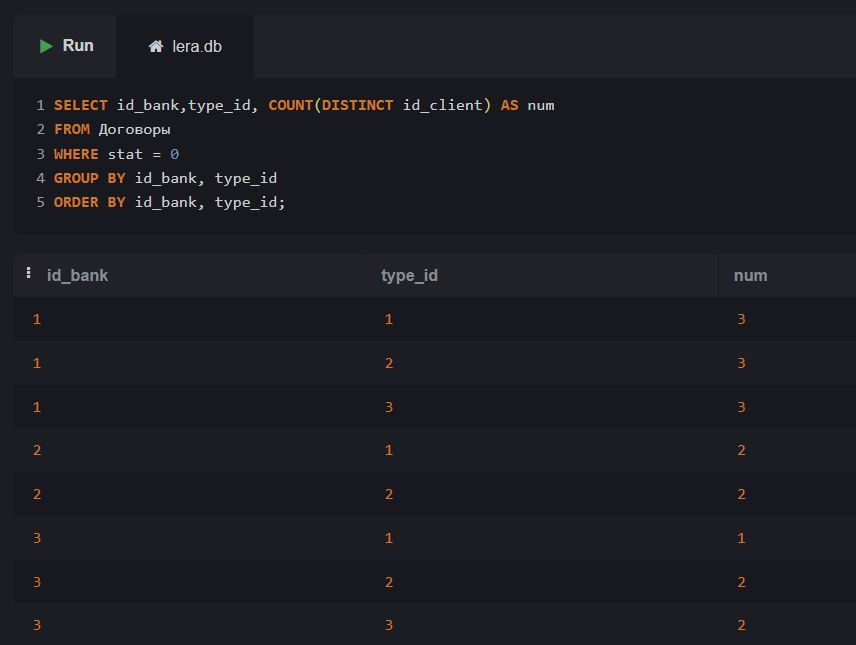 Run lera.db
1 SELECT id_bank,type_id, COUNT(DISTINCT id_client) AS num
2 FROM Договоры
3 WHERE stat = 0
4 GROUP BY id_bank, type_id
5 ORDER BY id_bank, type_id;
id_bank type_id num
1 1 3
1 2 3
1 3 3
2 1 2
2 2 2
3 1 1
3 2 2
3 3 2